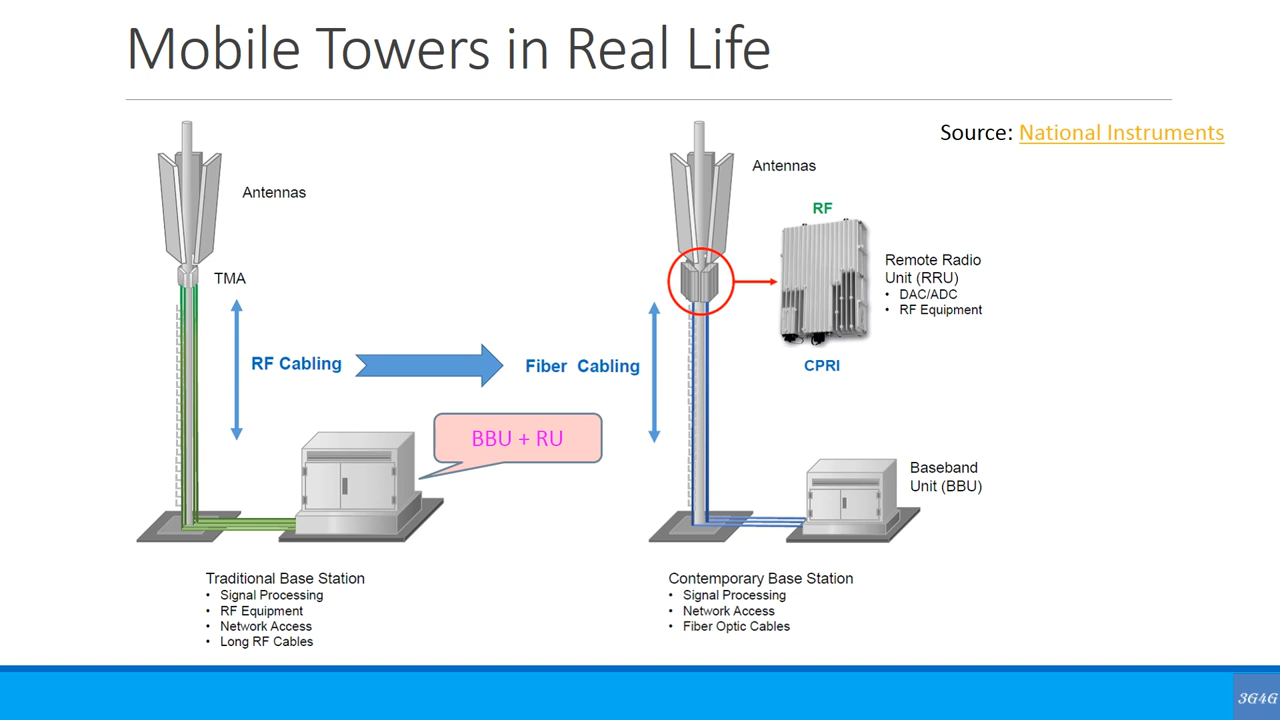 Mobile Towers in Real Life
Source: National Instruments
Antennas
TMA
RF Cabling
BBU + RU
Traditional Base Station
• Signal Processing
• RF Equipment
• Network Access
• Long RF Cables
Antennas
RF
Remote Radio
Unit (RRU)
• DAC/ADC
• RF Equipment
CPRI
Fiber Cabling
Baseband
Unit (BBU)
Contemporary Base Station
• Signal Processing
• Network Access
• Fiber Optic Cables
3G4G